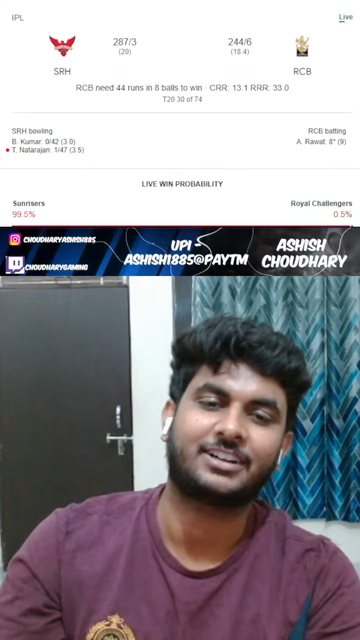 IPL
Live
287/3
(20)
244/6
(18.4)
SRH
RCB
RCB need 44 runs in 8 balls to win · CRR: 13.1 RRR: 33.0
T20 30 of 74
SRH bowling
RCB batting
B. Kumar: 0/42 (3.0)
A. Rawat: 8* (9)
T. Natarajan: 1/47 (3.5)
LIVE WIN PROBABILITY
Sunrisers
Royal Challengers
99.5%
0.5%
CHOUDHARYASHISH885
CHOUDHARYGAMING
UPI -
ASHISH1885@PAYTM
ASHISH
CHOUDHARY